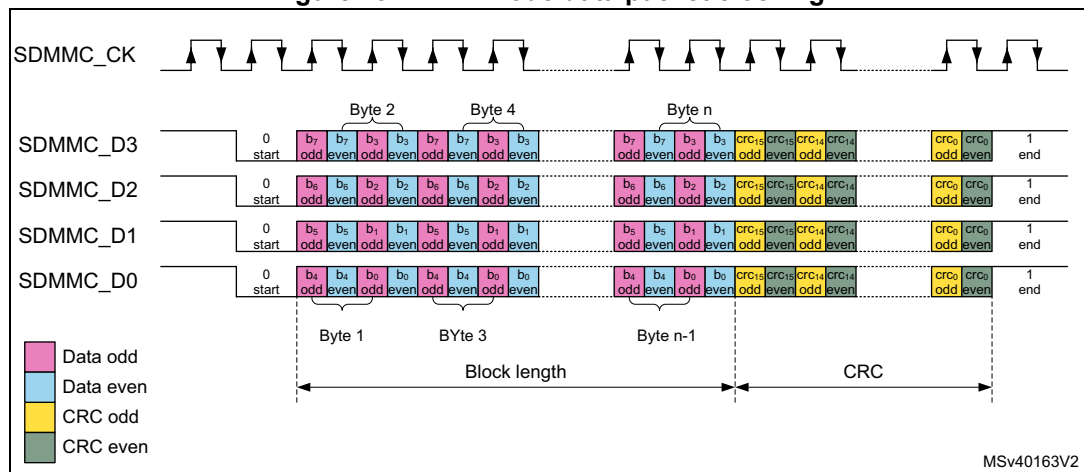 SDMMC_CK
Byte 2 Byte 4 Byte n
SDMMC_D3 0 start b7 odd b7 even b3 odd b3 even b7 odd b7 even b3 odd b3 even b7 odd b7 even b3 odd b3 even crc15 odd crc15 even crc14 odd crc14 even crc0 odd crc0 even 1 end
SDMMC_D2 0 start b6 odd b6 even b2 odd b2 even b6 odd b6 even b2 odd b2 even b6 odd b6 even b2 odd b2 even crc15 odd crc15 even crc14 odd crc14 even crc0 odd crc0 even 1 end
SDMMC_D1 0 start b5 odd b5 even b1 odd b1 even b5 odd b5 even b1 odd b1 even b5 odd b5 even b1 odd b1 even crc15 odd crc15 even crc14 odd crc14 even crc0 odd crc0 even 1 end
SDMMC_D0 0 start b4 odd b4 even b0 odd b0 even b4 odd b4 even b0 odd b0 even b4 odd b4 even b0 odd b0 even crc15 odd crc15 even crc14 odd crc14 even crc0 odd crc0 even 1 end
Byte 1 BYte 3 Byte n-1
Block length CRC
Data odd
Data even
CRC odd
CRC even
MSv40163V2